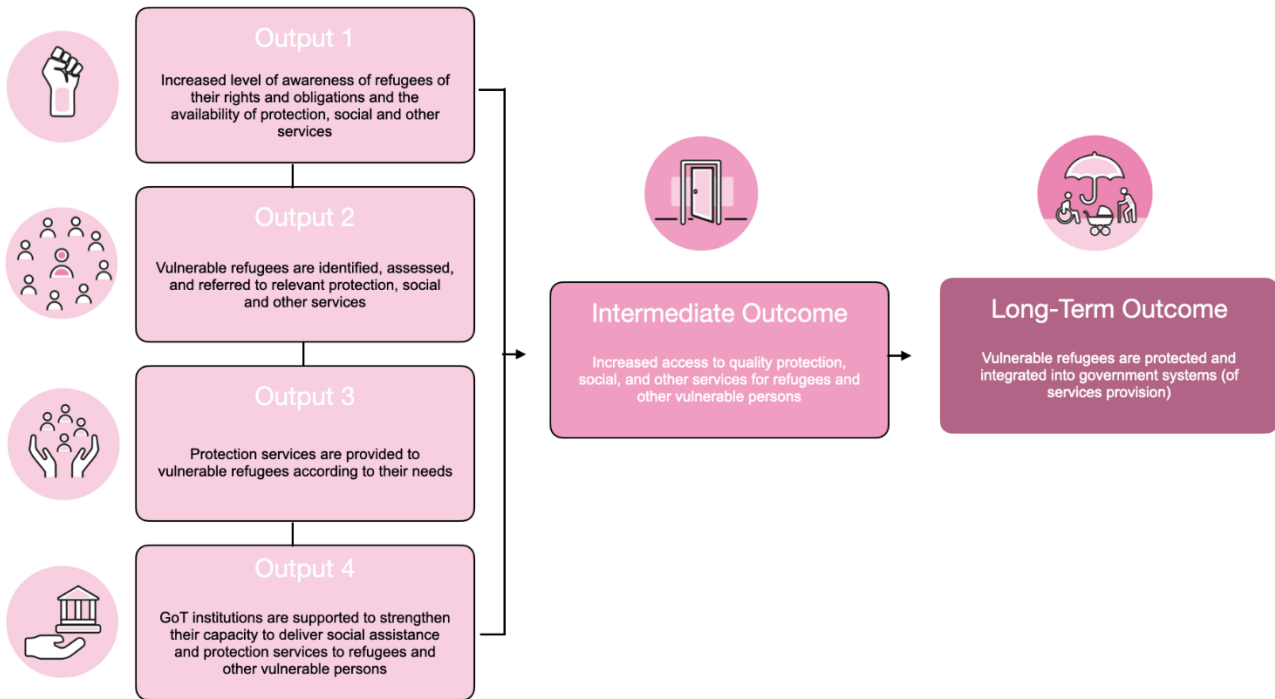 Output 1
Increased level of awareness of refugees of
their rights and obligations and the
availability of protection, social and other
services
Output 2
Vulnerable refugees are identified, assessed,
and referred to relevant protection, social
and other services
Output 3
Protection services are provided to
vulnerable refugees according to their needs
Output 4
GoT institutions are supported to strengthen
their capacity to deliver social assistance
and protection services to refugees and
other vulnerable persons
Intermediate Outcome
Increased access to quality protection,
social, and other services for refugees and
other vulnerable persons
Long-Term Outcome
Vulnerable refugees are protected and
integrated into government systems (of
services provision)